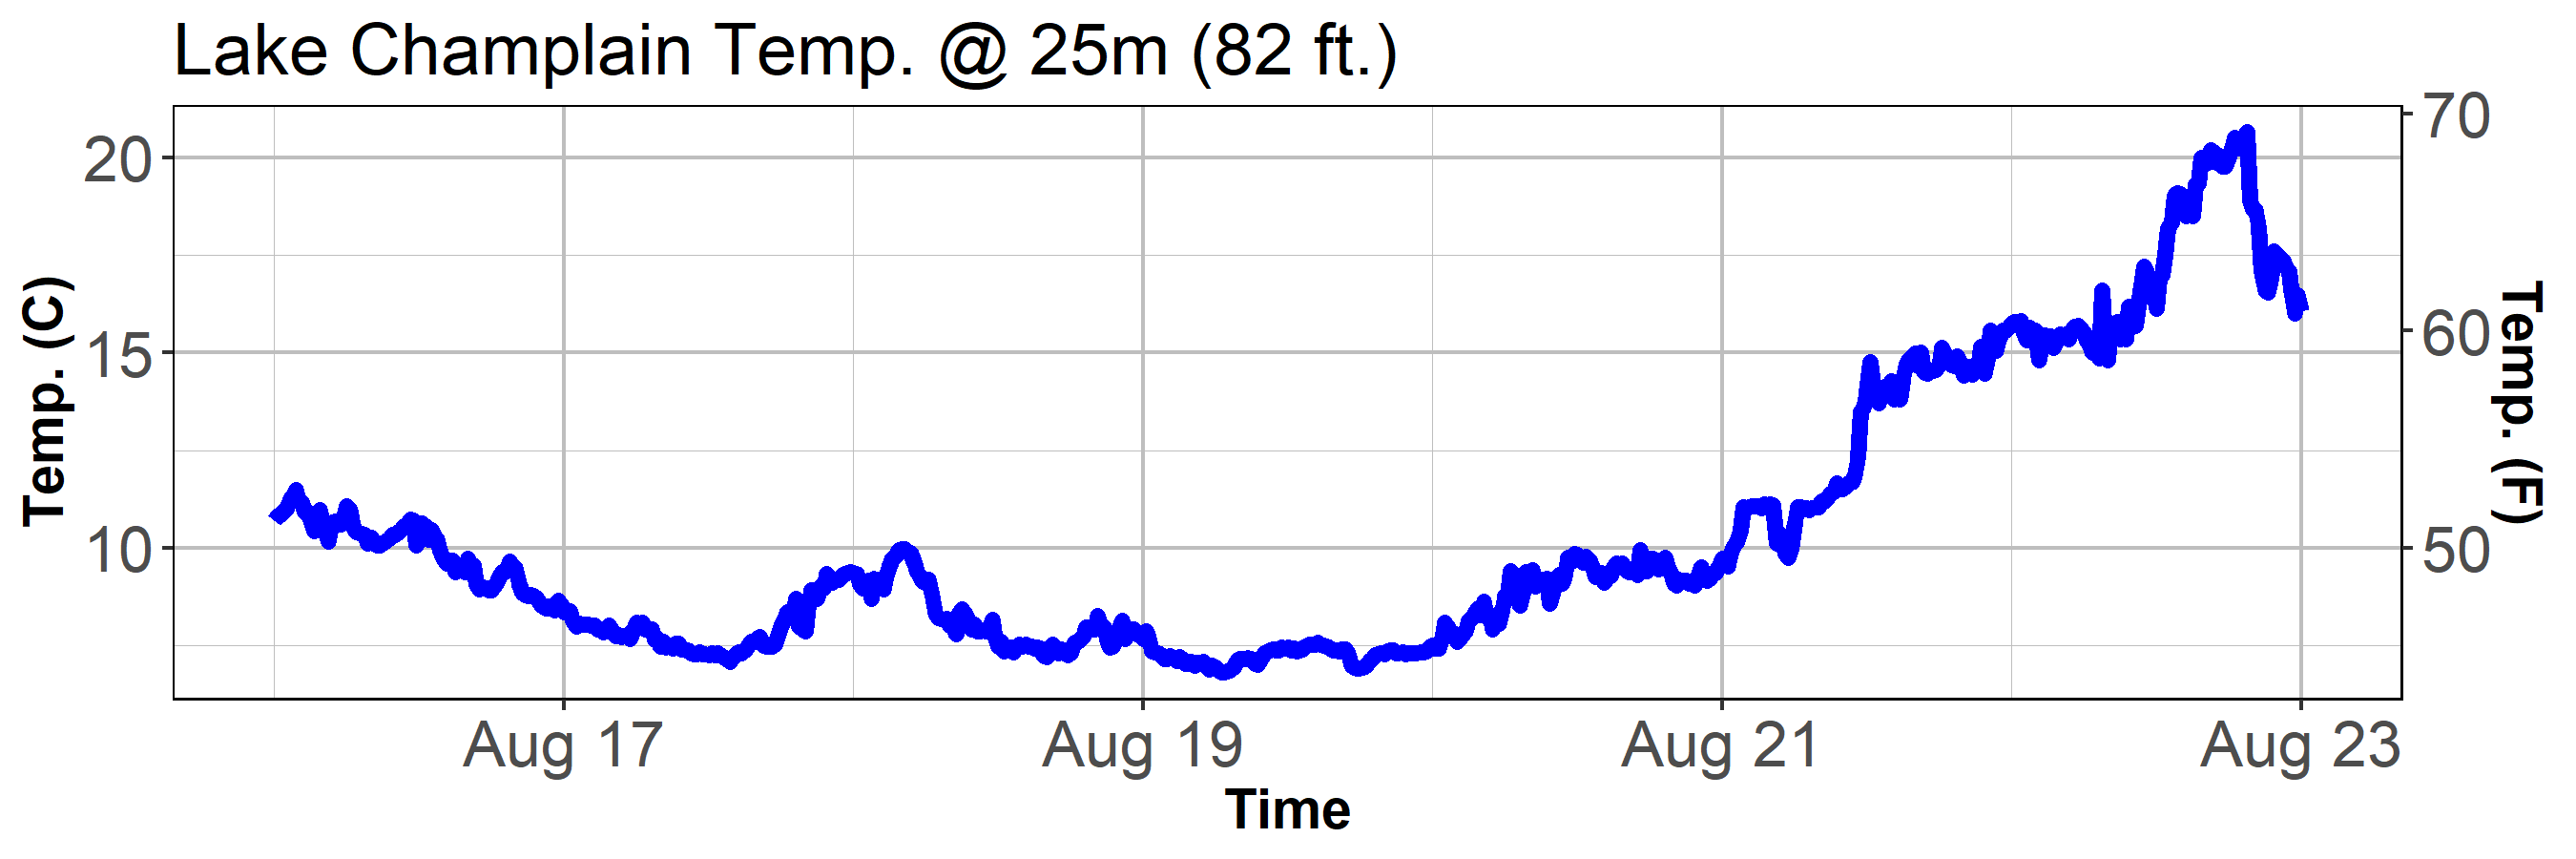 Lake Champlain Temp. @ 25m (82 ft.)
Temp. (C)
20
15
10
70
60
50
Temp. (F)
Aug 17
Aug 19
Aug 21
Aug 23
Time